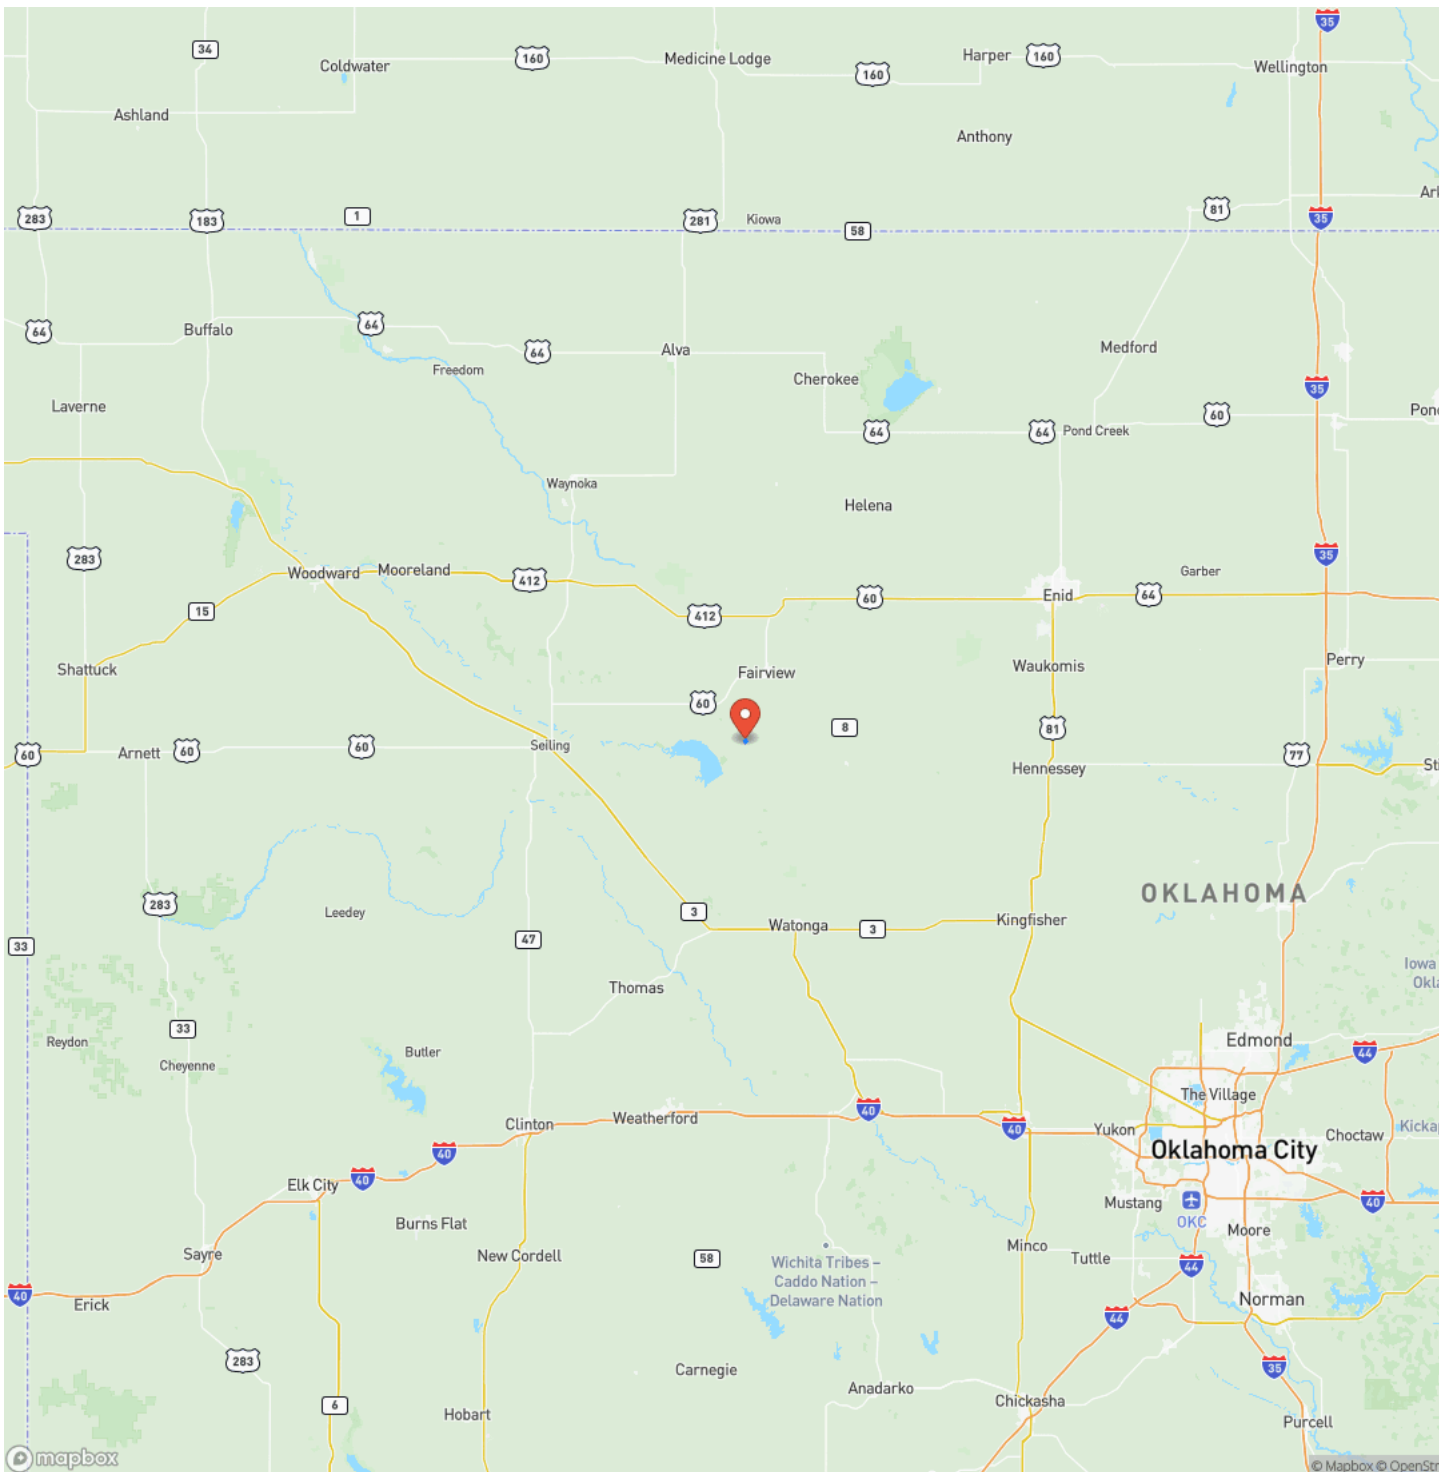 35
34
Coldwater
160
Medicine Lodge
160
Harper
160
Wellington
Ashland
Anthony
283
183
1
281
Kiowa
58
81
35
64
Buffalo
64
64
Alva
Medford
Freedom
Cherokee
35
Laverne
64
64
Pond Creek
60
Waynoka
Helena
283
Woodward
Mooreland
412
35
Garber
15
412
60
Enid
64
Shattuck
Fairview
Waukomis
Perry
60
8
81
60
Arnett
60
60
Seiling
Hennessey
77
OKLAHOMA
283
Leedey
3
Watonga
3
Kingfisher
33
47
Iowa
Thomas
33
Reydon
Cheyenne
Butler
Edmond
44
The Village
40
Clinton
Weatherford
40
Yukon
Choctaw
40
Oklahoma City
Elk City
40
Mustang
OKC
40
Burns Flat
Moore
Sayre
New Cordell
58
Minco
Tuttle
Wichita Tribes –
Caddo Nation –
Delaware Nation
44
40
Erick
Norman
44
283
Carnegie
35
Anadarko
Chickasha
6
Hobart
Purcell
mapbox
© Mapbox © OpenStr